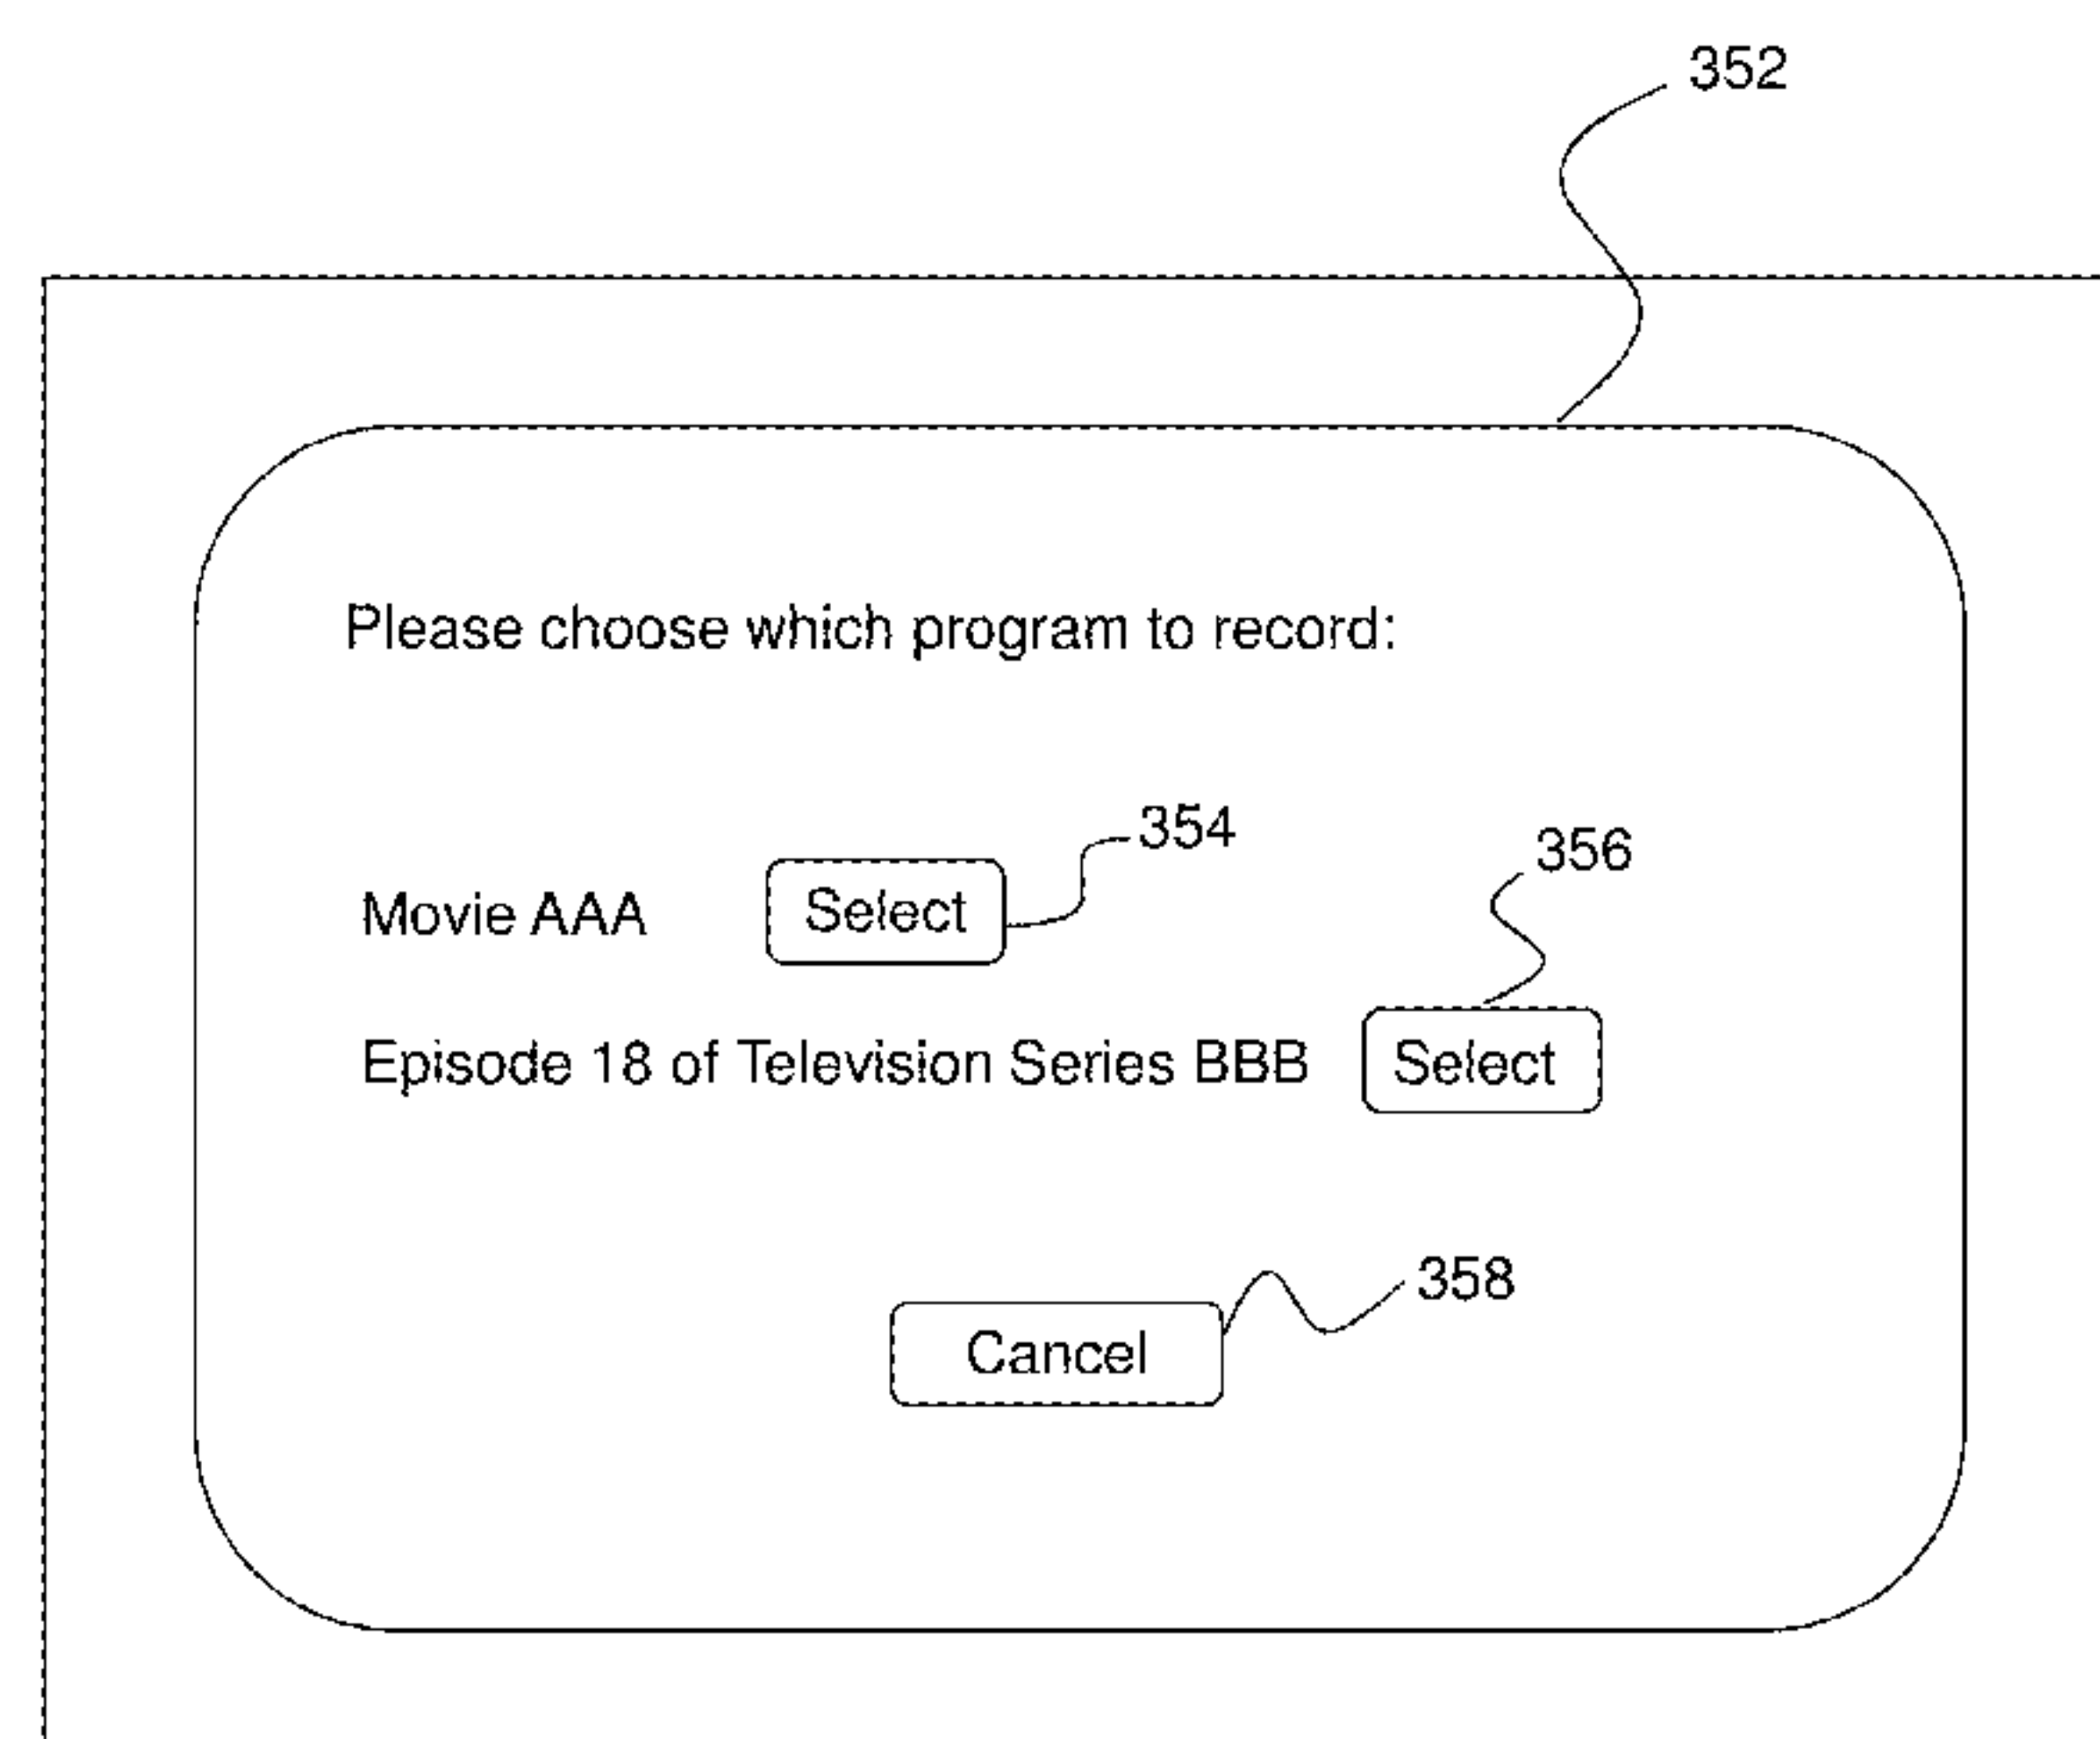 352
Please choose which program to record:
354
356
Movie AAA Select
Episode 18 of Television Series BBB Select
358
Cancel